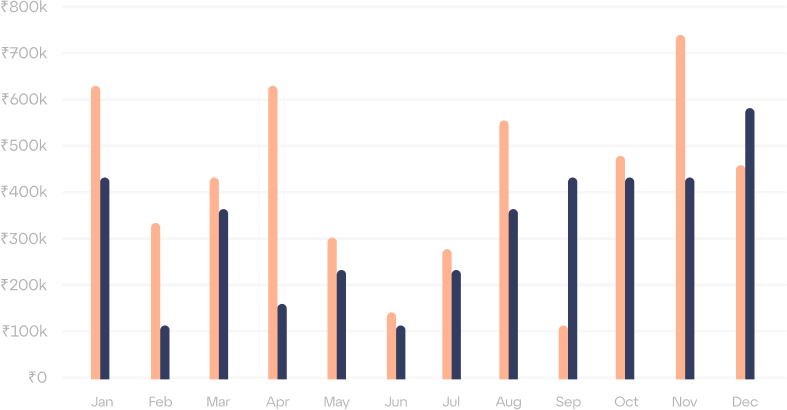 ₹800k
₹700k
₹600k
₹500k
₹400k
₹300k
₹200k
₹100k
₹0
Jan Feb Mar Apr May Jun Jul Aug Sep Oct Nov Dec